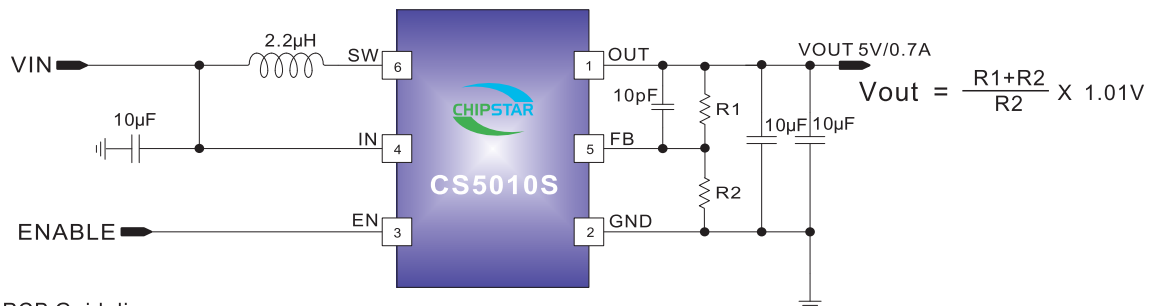 2.2µH
SW
6
1
OUT
VOUT 5V/0.7A
VIN
Vout = R1+R2 / R2 X 1.01V
10pF
R1
CHIPSTAR
10µF
10µF
10µF
IN
4
5
FB
CS5010S
R2
EN
3
2
GND
ENABLE